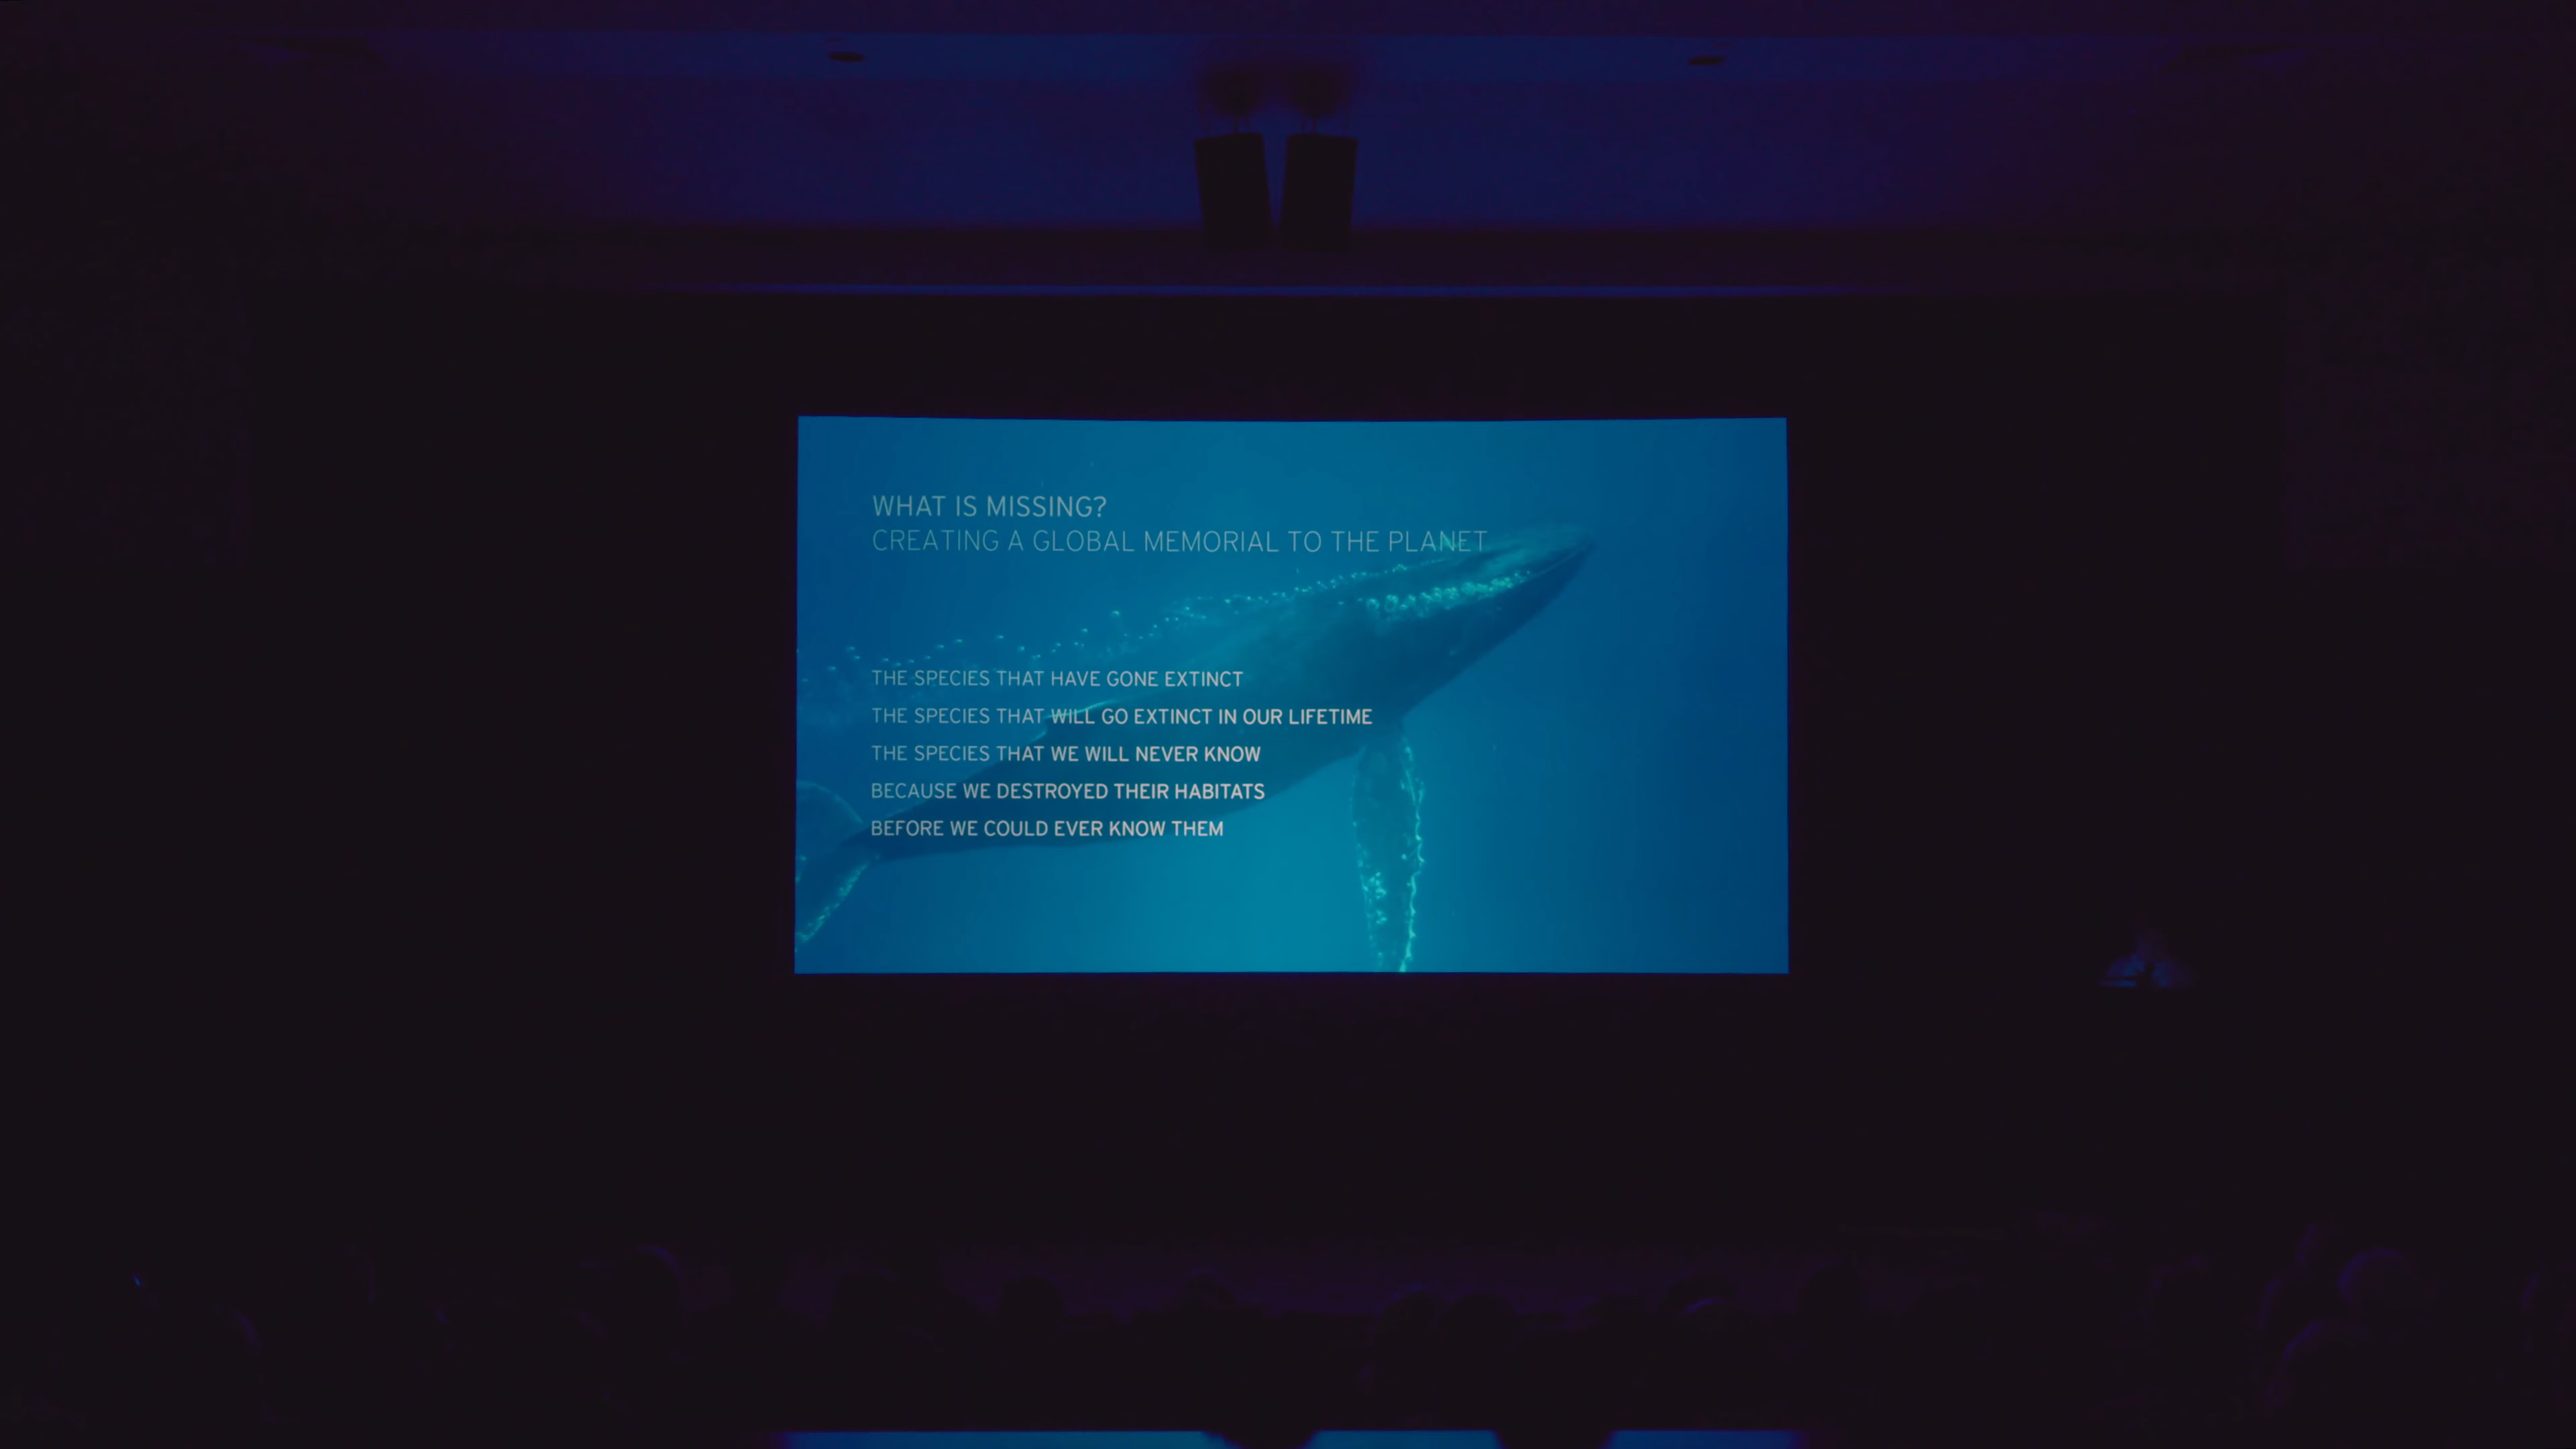 WHAT IS MISSING?
CREATING A GLOBAL MEMORIAL TO THE PLANET
THE SPECIES THAT HAVE GONE EXTINCT
THE SPECIES THAT WILL GO EXTINCT IN OUR LIFETIME
THE SPECIES THAT WE WILL NEVER KNOW
BECAUSE WE DESTROYED THEIR HABITATS
BEFORE WE COULD EVER KNOW THEM